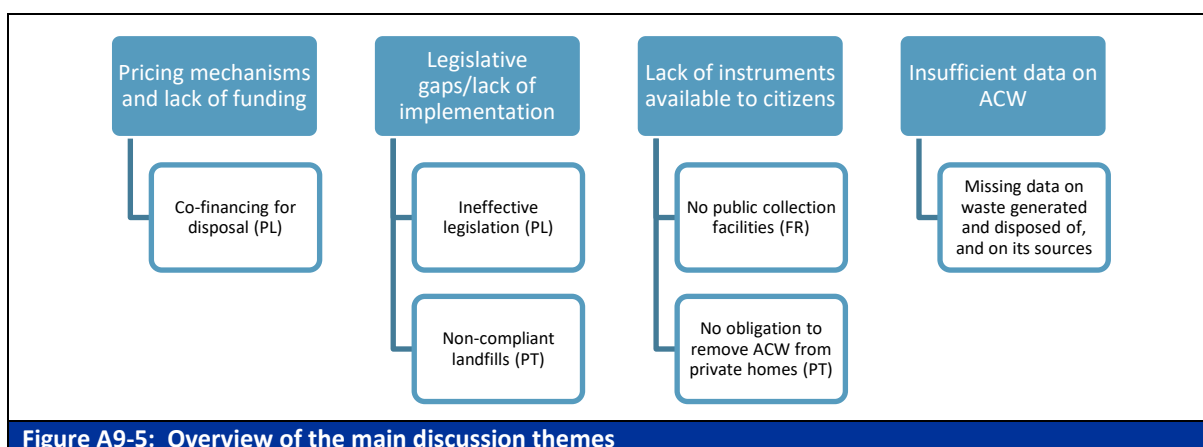 Pricing mechanisms
and lack of funding
Co-financing for
disposal (PL)
Legislative
gaps/lack of
implementation
Ineffective
legislation (PL)
Non-compliant
landfills (PT)
Lack of instruments
available to citizens
No public collection
facilities (FR)
No obligation to
remove ACW from
private homes (PT)
Insufficient data on
ACW
Missing data on
waste generated
and disposed of,
and on its sources
Figure A9-5:  Overview of the main discussion themes